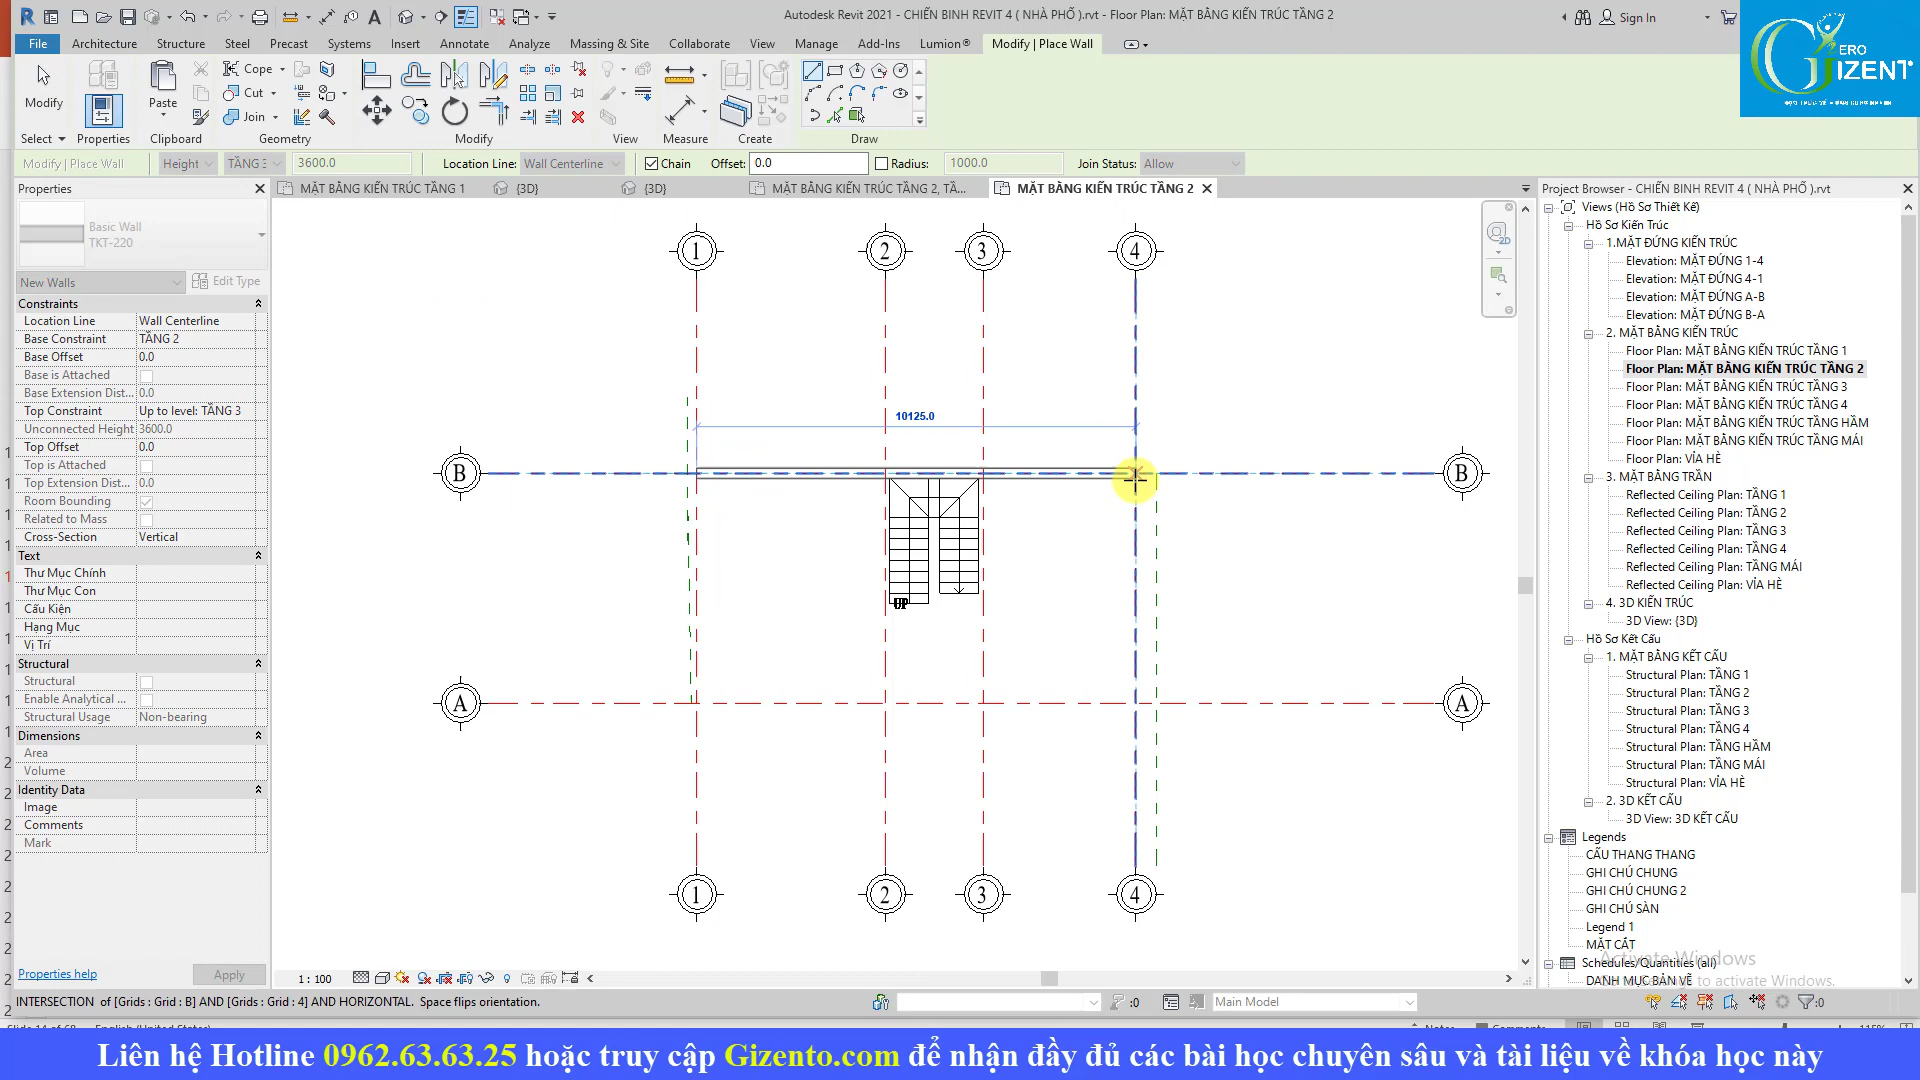 Autodesk Revit 2021 - CHIẾN BINH REVIT 4 ( NHÀ PHỐ ).rvt - Floor Plan: MẶT BẰNG KIẾN TRÚC TẦNG 2
Sign In
File Architecture Structure Steel Precast Systems Insert Annotate Analyze Massing & Site Collaborate View Manage Add-Ins Lumion® Modify | Place Wall
ERO
GIZENT
Modify
Properties
Paste
Cope
Cut
Join
Select Properties Clipboard Geometry Modify View Measure Create Draw
Modify | Place Wall Height TẦNG 3 3600.0 Location Line: Wall Centerline Chain Offset: 0.0 Radius: 1000.0 Join Status: Allow
Properties
MẶT BẰNG KIẾN TRÚC TẦNG 1 {3D} {3D} MẶT BẰNG KIẾN TRÚC TẦNG 2, TẦ... MẶT BẰNG KIẾN TRÚC TẦNG 2
Basic Wall
TKT-220
New Walls Edit Type
Constraints
Location Line Wall Centerline
Base Constraint TẦNG 2
Base Offset 0.0
Base is Attached
Base Extension Dist... 0.0
Top Constraint Up to level: TẦNG 3
Unconnected Height 3600.0
Top Offset 0.0
Top is Attached
Top Extension Dist... 0.0
Room Bounding
Related to Mass
Cross-Section Vertical
Text
Thư Mục Chính
Thư Mục Con
Cấu Kiện
Hạng Mục
Vị Trí
Structural
Structural
Enable Analytical ...
Structural Usage Non-bearing
Dimensions
Area
Volume
Identity Data
Image
Comments
Mark
Properties help Apply
1 2 3 4
10125.0
B B
UP
A A
1 2 3 4
2D
Project Browser - CHIẾN BINH REVIT 4 ( NHÀ PHỐ ).rvt
Views (Hồ Sơ Thiết Kế)
Hồ Sơ Kiến Trúc
1.MẶT ĐỨNG KIẾN TRÚC
Elevation: MẶT ĐỨNG 1-4
Elevation: MẶT ĐỨNG 4-1
Elevation: MẶT ĐỨNG A-B
Elevation: MẶT ĐỨNG B-A
2. MẶT BẰNG KIẾN TRÚC
Floor Plan: MẶT BẰNG KIẾN TRÚC TẦNG 1
Floor Plan: MẶT BẰNG KIẾN TRÚC TẦNG 2
Floor Plan: MẶT BẰNG KIẾN TRÚC TẦNG 3
Floor Plan: MẶT BẰNG KIẾN TRÚC TẦNG 4
Floor Plan: MẶT BẰNG KIẾN TRÚC TẦNG HẦM
Floor Plan: MẶT BẰNG KIẾN TRÚC TẦNG MÁI
Floor Plan: VỈA HÈ
3. MẶT BẰNG TRẦN
Reflected Ceiling Plan: TẦNG 1
Reflected Ceiling Plan: TẦNG 2
Reflected Ceiling Plan: TẦNG 3
Reflected Ceiling Plan: TẦNG 4
Reflected Ceiling Plan: TẦNG MÁI
Reflected Ceiling Plan: VỈA HÈ
4. 3D KIẾN TRÚC
3D View: {3D}
Hồ Sơ Kết Cấu
1. MẶT BẰNG KẾT CẤU
Structural Plan: TẦNG 1
Structural Plan: TẦNG 2
Structural Plan: TẦNG 3
Structural Plan: TẦNG 4
Structural Plan: TẦNG HẦM
Structural Plan: TẦNG MÁI
Structural Plan: VỈA HÈ
2. 3D KẾT CẤU
3D View: 3D KẾT CẤU
Legends
CẤU THANG THANG
GHI CHÚ CHUNG
GHI CHÚ CHUNG 2
GHI CHÚ SÀN
Legend 1
MẶT CẮT
Activate Windows
Schedules/Quantities (all)
DANH MỤC BẢN VẼ
to activate Windows.
1 : 100
INTERSECTION of [Grids : Grid : B] AND [Grids : Grid : 4] AND HORIZONTAL. Space flips orientation.
:0 Main Model :0
Liên hệ Hotline 0962.63.63.25 hoặc truy cập Gizento.com để nhận đầy đủ các bài học chuyên sâu và tài liệu về khóa học này